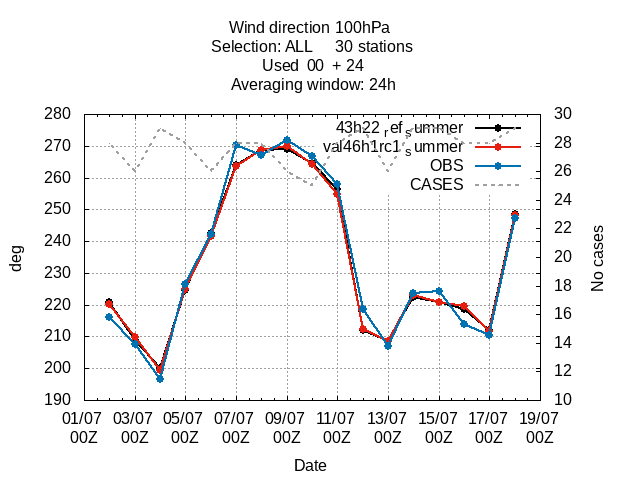 Wind direction 100hPa
Selection: ALL 30 stations
Used 00 + 24
Averaging window: 24h
280 30
270 28
260 26
250 24
240 22
230 20
220 18
210 16
200 14
190 12
10
deg
No cases
43h22_ref_summer
val46h1rc1_summer
OBS
CASES
01/07 03/07 05/07 07/07 09/07 11/07 13/07 15/07 17/07 19/07
00Z 00Z 00Z 00Z 00Z 00Z 00Z 00Z 00Z 00Z
Date